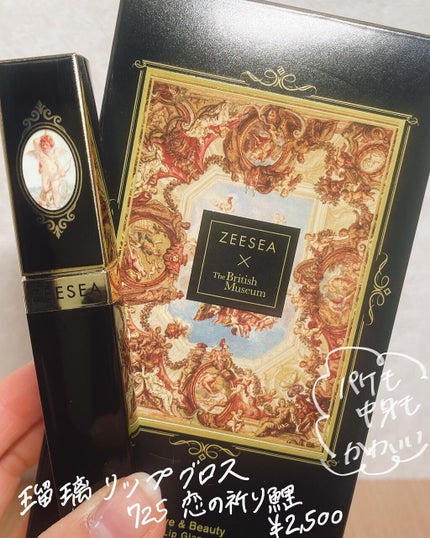 ZEESEA
×
The British
Museum
ZEESEA
パケも
中身も
かわいい
瑠璃リップグロス
725 恋の祈り鯉
¥2,500
& Beauty
Lip